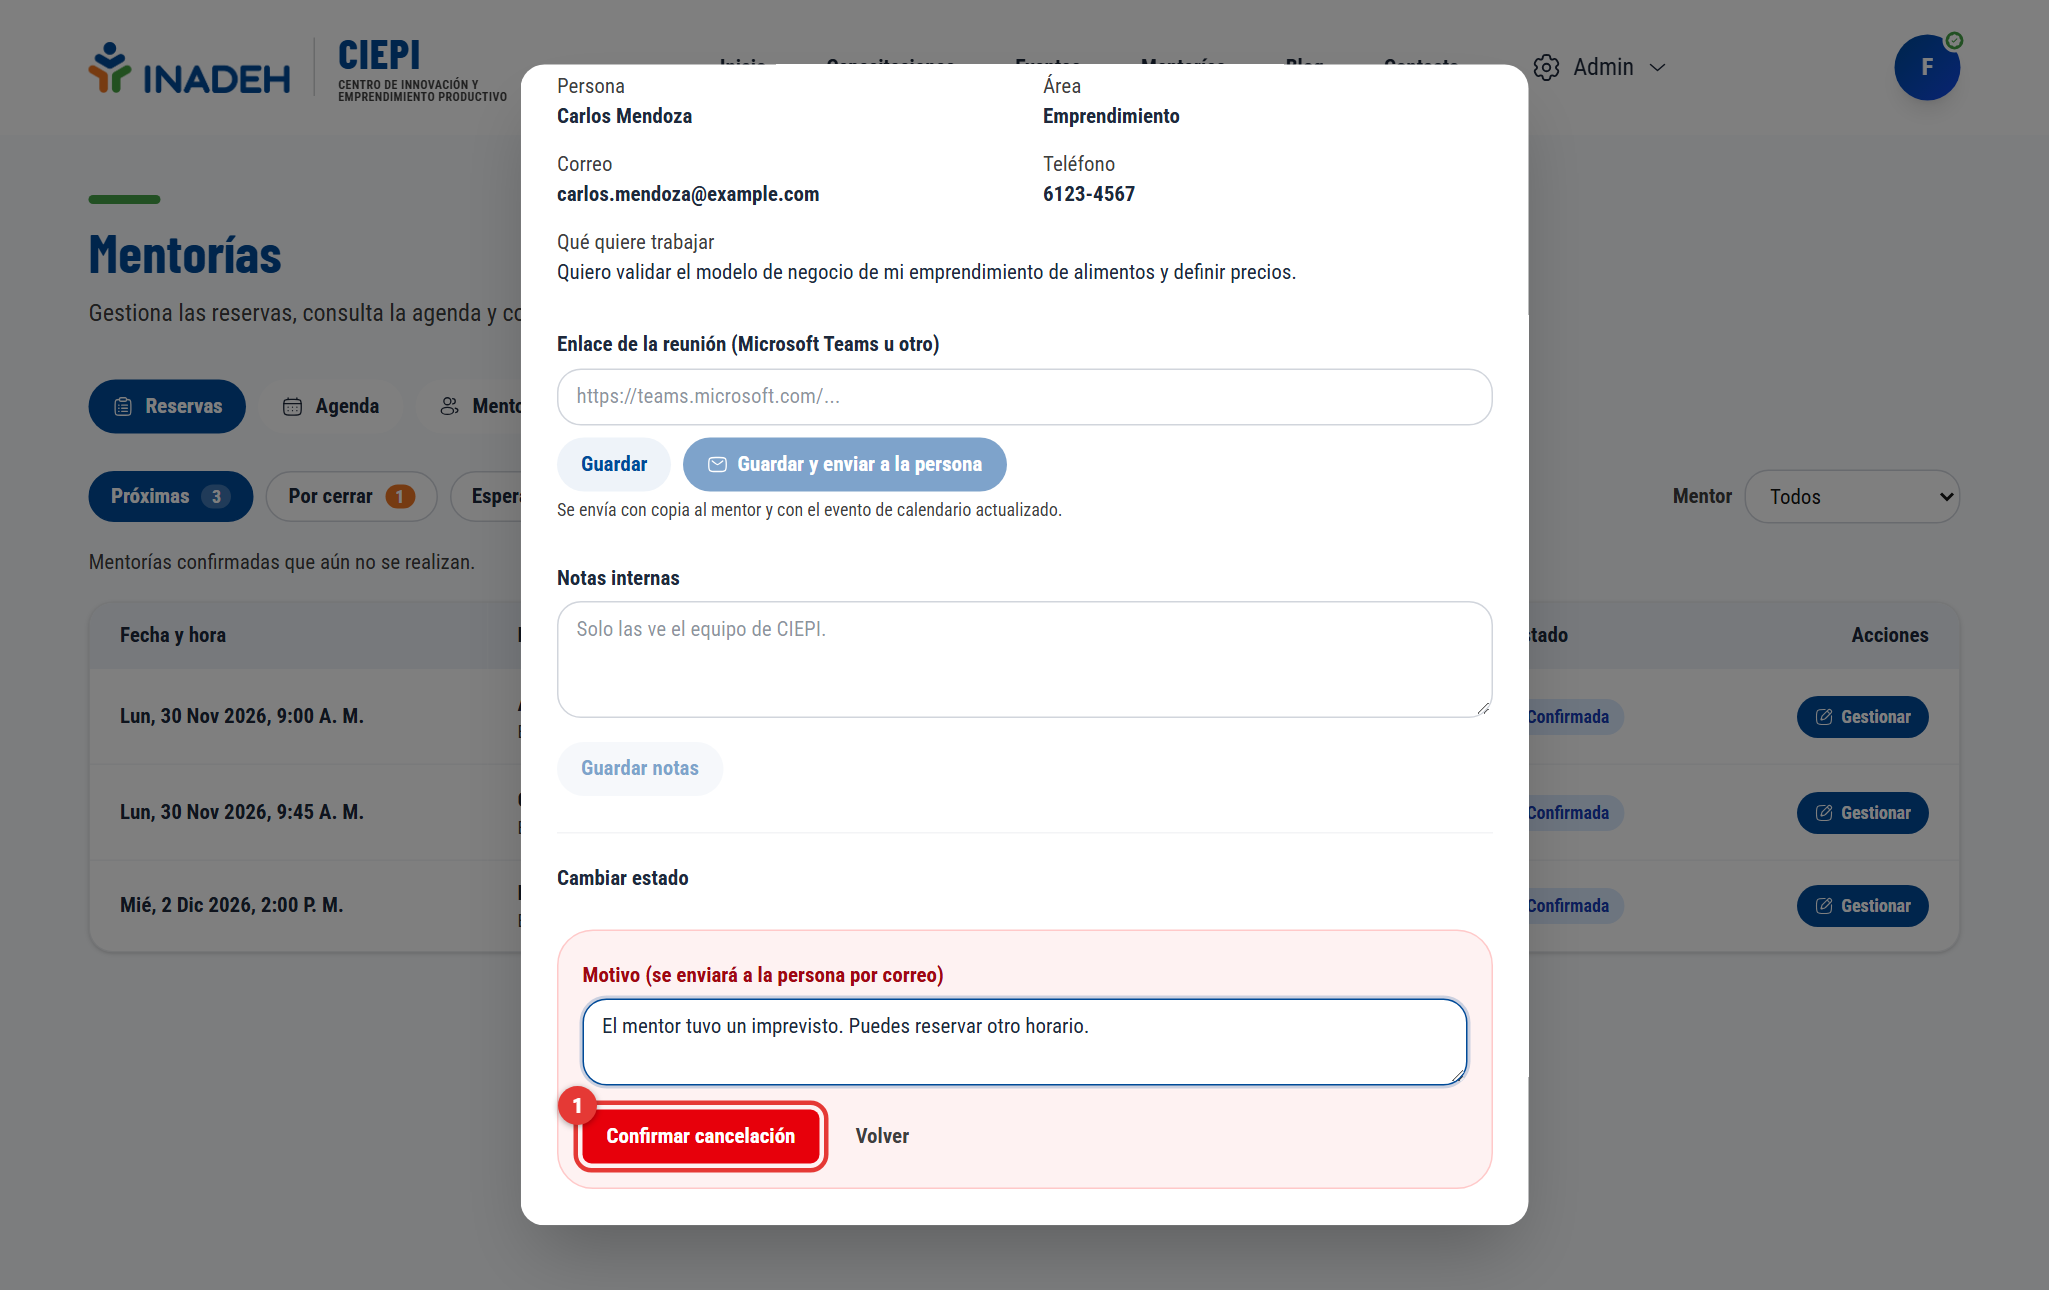 INADEH
CIEPI
CENTRO DE INNOVACIÓN Y
EMPRENDIMIENTO PRODUCTIVO
Admin
F
Mentorías
Gestiona las reservas, consulta la agenda y
Reservas
Agenda
Próximas 3
Por cerrar 1
Mentor
Todos
Mentorías confirmadas que aún no se realizan.
Fecha y hora
Acciones
Lun, 30 Nov 2026, 9:00 A. M.
Confirmada
Gestionar
Lun, 30 Nov 2026, 9:45 A. M.
Confirmada
Gestionar
Mié, 2 Dic 2026, 2:00 P. M.
Confirmada
Gestionar
Persona
Carlos Mendoza
Área
Emprendimiento
Correo
carlos.mendoza@example.com
Teléfono
6123-4567
Qué quiere trabajar
Quiero validar el modelo de negocio de mi emprendimiento de alimentos y definir precios.
Enlace de la reunión (Microsoft Teams u otro)
https://teams.microsoft.com/...
Guardar
Guardar y enviar a la persona
Se envía con copia al mentor y con el evento de calendario actualizado.
Notas internas
Solo las ve el equipo de CIEPI.
Guardar notas
Cambiar estado
Motivo (se enviará a la persona por correo)
El mentor tuvo un imprevisto. Puedes reservar otro horario.
1
Confirmar cancelación
Volver